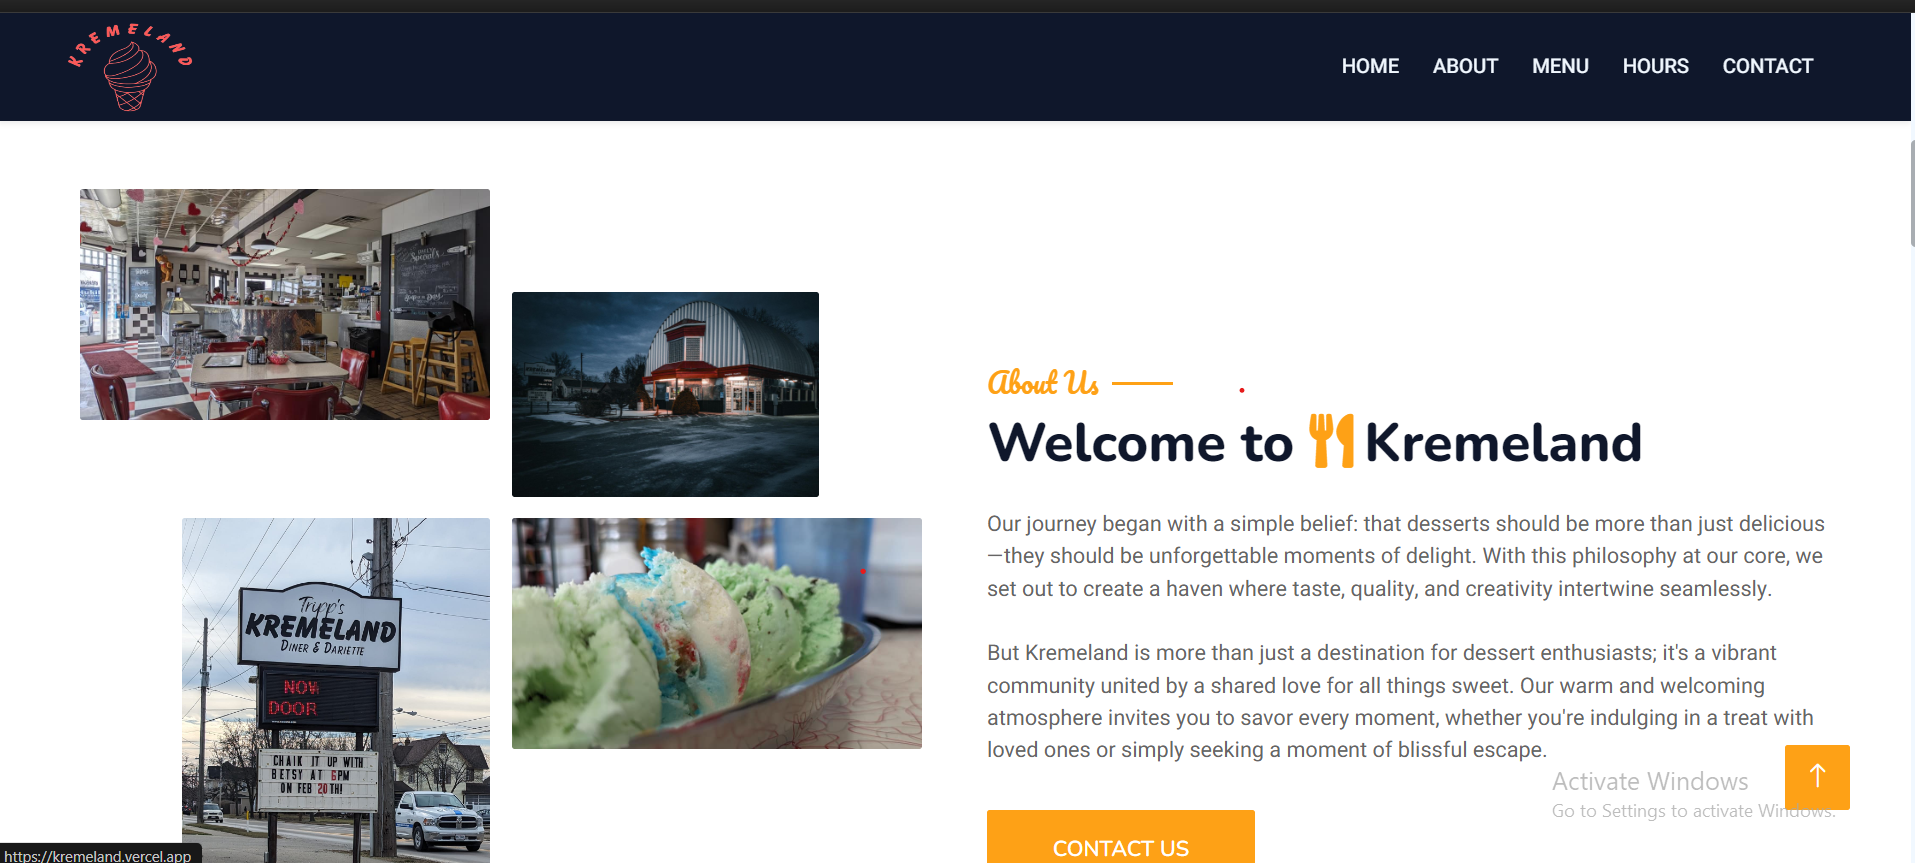 KREMELAND
HOME ABOUT MENU HOURS CONTACT
Specials
About Us
Welcome to Kremeland
Our journey began with a simple belief: that desserts should be more than just delicious
—they should be unforgettable moments of delight. With this philosophy at our core, we
set out to create a haven where taste, quality, and creativity intertwine seamlessly.
But Kremeland is more than just a destination for dessert enthusiasts; it's a vibrant
community united by a shared love for all things sweet. Our warm and welcoming
atmosphere invites you to savor every moment, whether you're indulging in a treat with
loved ones or simply seeking a moment of blissful escape.
CONTACT US
Tripp's
KREMELAND
DINER & DARIETTE
NOW
DOOR
CHALK IT UP WITH
BETSY AT 6PM
ON FEB 20TH!
Activate Windows
Go to Settings to activate Windows.
https://kremeland.vercel.app